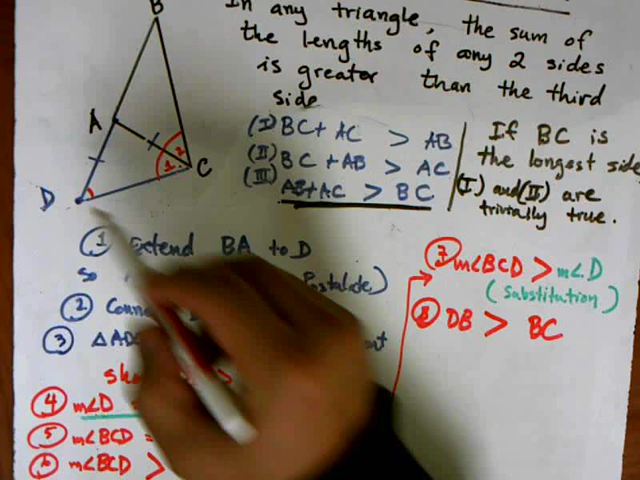 In any triangle, the sum of
the lengths of any 2 sides
is greater than the third
side
(I) BC + AC > AB
(II) BC + AB > AC
(III) AB + AC > BC
If BC is
the longest side
(I) and (II) are
trivially true.
B
A
C
D
1
2
① Extend BA to D
so
② Conn
③ △AD
④ m∠D
⑤ m∠BCD =
⑥ m∠BCD >
⑦ m∠BCD > m∠D
(substitution)
⑧ DB > BC